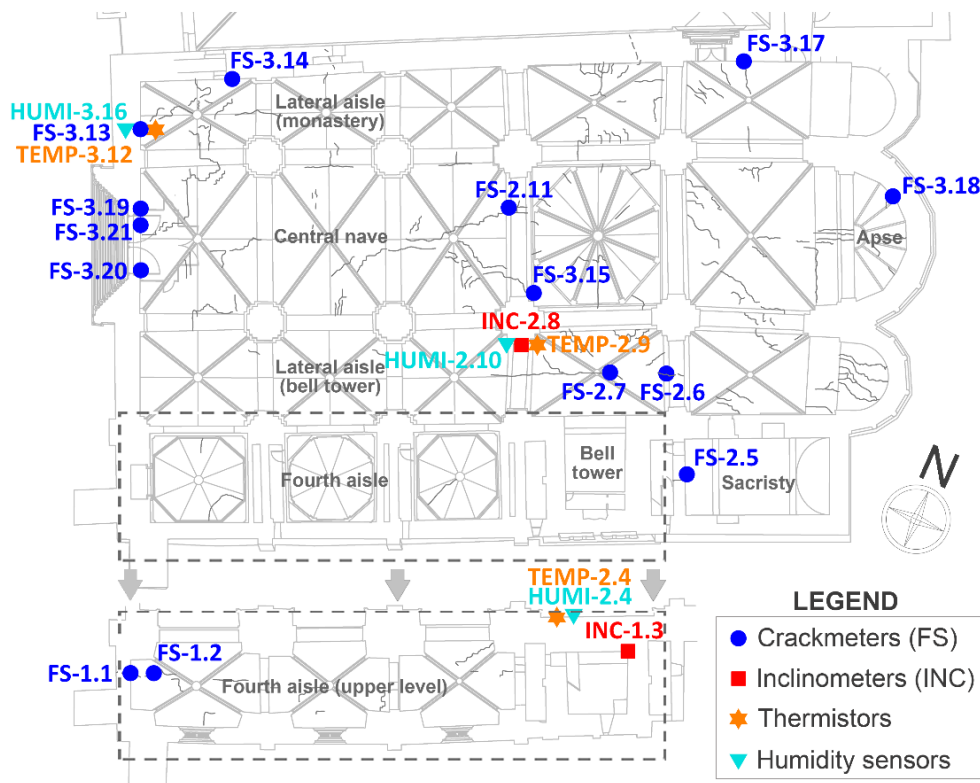 FS-3.17
FS-3.14
HUMI-3.16
Lateral aisle
(monastery)
FS-3.13
TEMP-3.12
FS-2.11
FS-3.18
FS-3.19
FS-3.21
Central nave
Apse
FS-3.20
FS-3.15
INC-2.8
TEMP-2.9
HUMI-2.10
Lateral aisle
(bell tower)
FS-2.7
FS-2.6
Bell
tower
FS-2.5
Fourth aisle
Sacristy
N
TEMP-2.4
HUMI-2.4
INC-1.3
FS-1.2
FS-1.1
Fourth aisle (upper level)
LEGEND
Crackmeters (FS)
Inclinometers (INC)
Thermistors
Humidity sensors